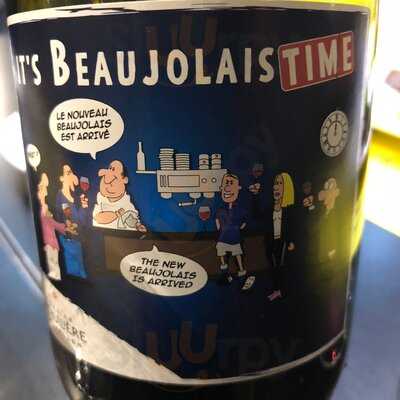 IT'S BEAUJOLAIS TIME
LE NOUVEAU
BEAUJOLAIS
EST ARRIVÉ
THE NEW
BEAUJOLAIS
IS ARRIVED